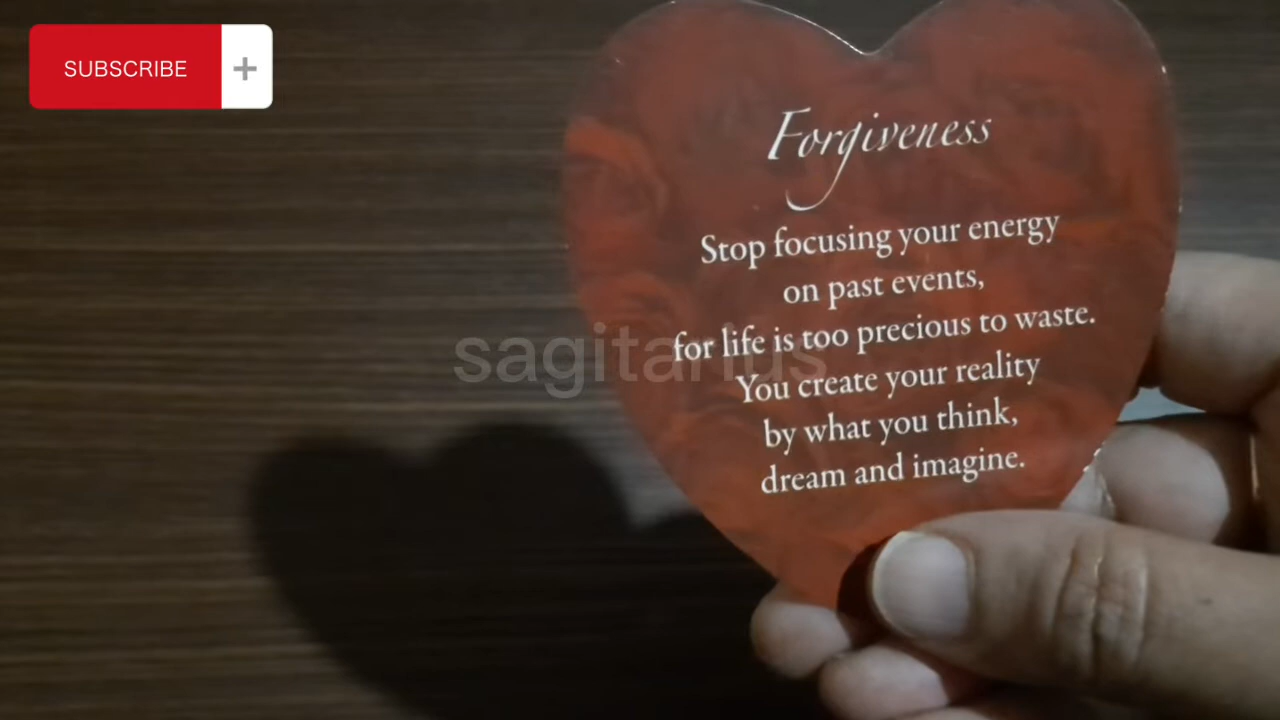 SUBSCRIBE +
Forgiveness
Stop focusing your energy
on past events,
for life is too precious to waste.
You create your reality
by what you think,
dream and imagine.
sagitarius